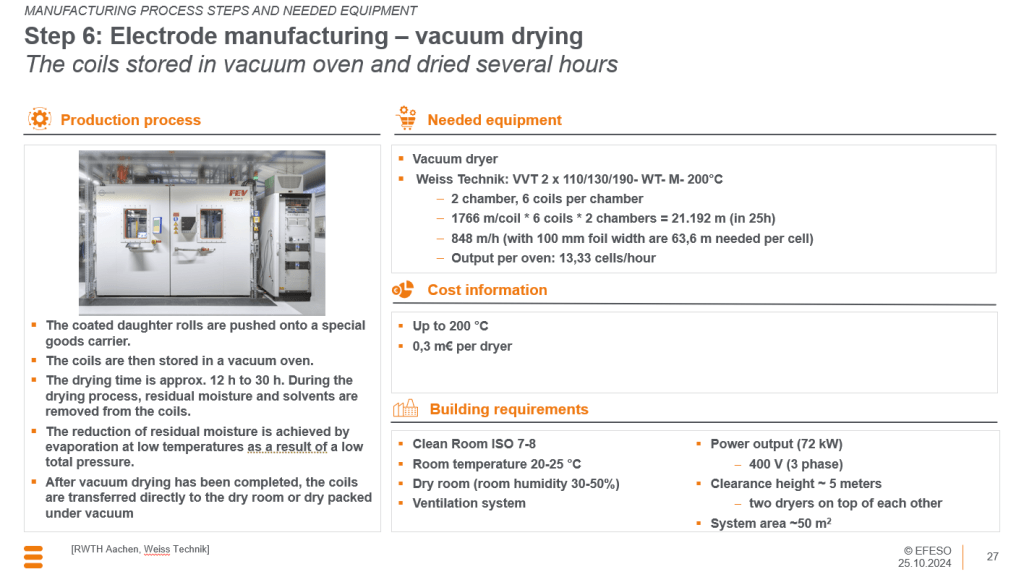 MANUFACTURING PROCESS STEPS AND NEEDED EQUIPMENT
Step 6: Electrode manufacturing – vacuum drying
The coils stored in vacuum oven and dried several hours
Production process
FEV
The coated daughter rolls are pushed onto a special
goods carrier.
The coils are then stored in a vacuum oven.
The drying time is approx. 12 h to 30 h. During the
drying process, residual moisture and solvents are
removed from the coils.
The reduction of residual moisture is achieved by
evaporation at low temperatures as a result of a low
total pressure.
After vacuum drying has been completed, the coils
are transferred directly to the dry room or dry packed
under vacuum
Needed equipment
Vacuum dryer
Weiss Technik: VVT 2 x 110/130/190- WT- M- 200°C
– 2 chamber, 6 coils per chamber
– 1766 m/coil * 6 coils * 2 chambers = 21.192 m (in 25h)
– 848 m/h (with 100 mm foil width are 63,6 m needed per cell)
– Output per oven: 13,33 cells/hour
Cost information
Up to 200 °C
0,3 m€ per dryer
Building requirements
Clean Room ISO 7-8
Room temperature 20-25 °C
Dry room (room humidity 30-50%)
Ventilation system
Power output (72 kW)
– 400 V (3 phase)
Clearance height ~ 5 meters
– two dryers on top of each other
System area ~50 m²
[RWTH Aachen, Weiss Technik]
© EFESO
25.10.2024
27